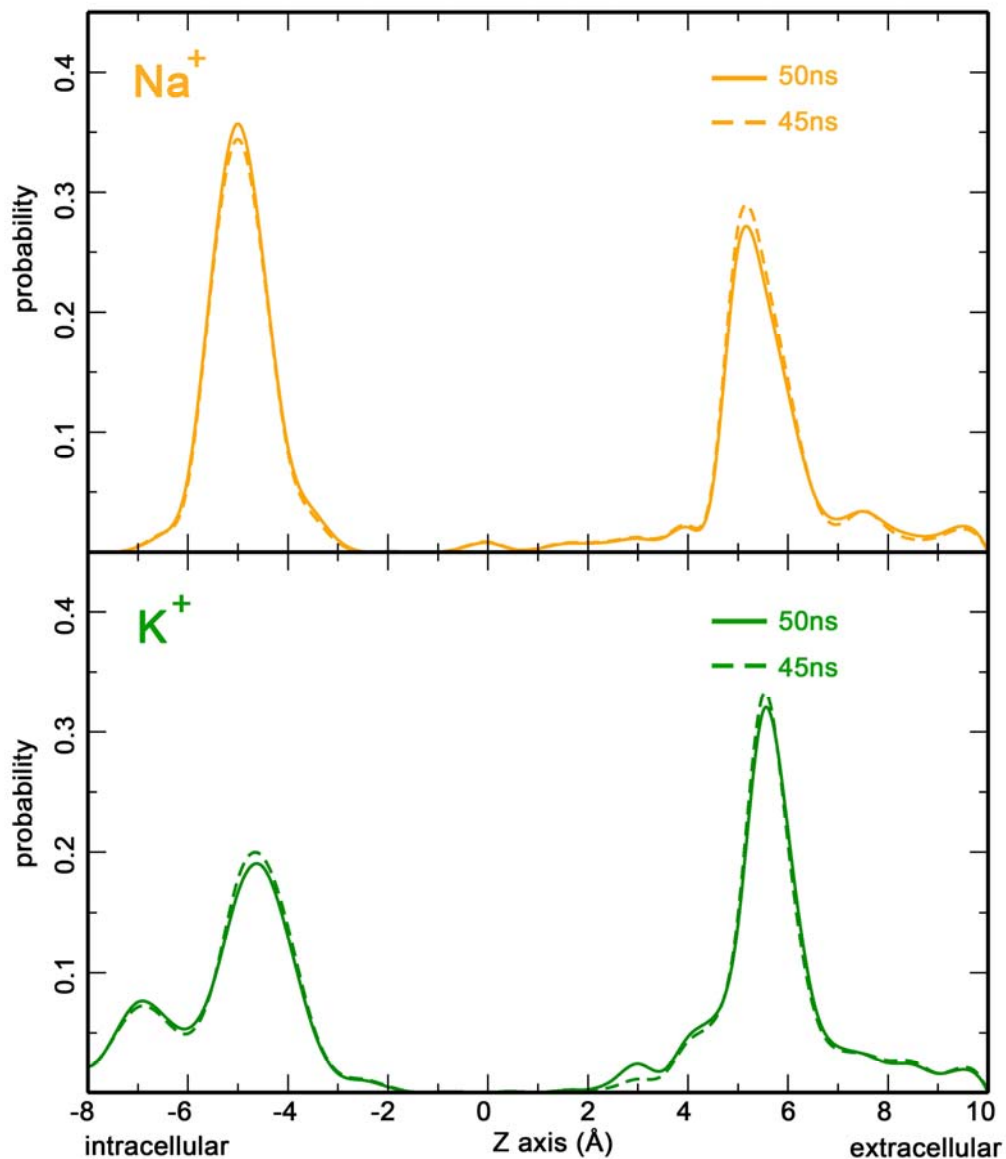 Na+
50ns
45ns
probability
0.4
0.3
0.2
0.1
K+
50ns
45ns
probability
0.4
0.3
0.2
0.1
-8 -6 -4 -2 0 2 4 6 8 10
intracellular Z axis (Å) extracellular